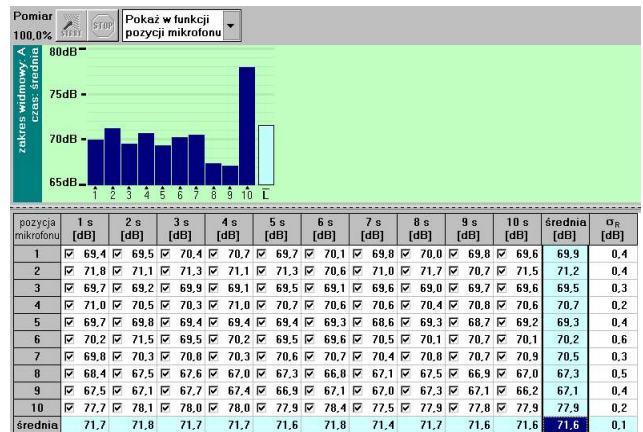 Pomiar
100,0%
START
STOP
Pokaż w funkcji
pozycji mikrofonu
zakres widmowy: A
czas: średnia
80dB
75dB
70dB
65dB
1 2 3 4 5 6 7 8 9 10 L
pozycja mikrofonu 1 s [dB] 2 s [dB] 3 s [dB] 4 s [dB] 5 s [dB] 6 s [dB] 7 s [dB] 8 s [dB] 9 s [dB] 10 s [dB] średnia [dB] σR [dB]
1 69,4 69,5 70,4 70,7 69,7 70,1 69,8 70,0 69,8 69,6 69,9 0,4
2 71,8 71,1 71,3 71,1 71,3 70,6 71,0 71,7 70,7 71,5 71,2 0,4
3 69,7 69,2 69,9 69,1 69,5 69,1 69,6 69,0 69,7 69,6 69,5 0,3
4 71,0 70,5 70,3 71,0 70,7 70,6 70,6 70,4 70,8 70,6 70,7 0,2
5 69,7 69,8 69,4 69,4 69,4 69,3 68,6 69,3 68,7 69,2 69,3 0,4
6 70,2 71,5 69,5 70,2 69,5 69,6 70,5 70,1 70,7 70,1 70,2 0,6
7 69,8 70,3 70,8 70,3 70,6 70,7 70,4 70,8 70,7 70,9 70,5 0,3
8 68,4 67,5 67,6 67,0 67,3 66,8 67,1 67,5 66,9 67,0 67,3 0,5
9 67,5 67,1 67,7 67,4 66,9 67,1 67,0 67,3 67,1 66,2 67,1 0,4
10 77,7 78,1 78,0 78,0 77,9 78,4 77,5 77,9 77,8 77,9 77,9 0,2
średnia 71,7 71,8 71,7 71,7 71,6 71,8 71,4 71,7 71,6 71,6 71,6 0,1